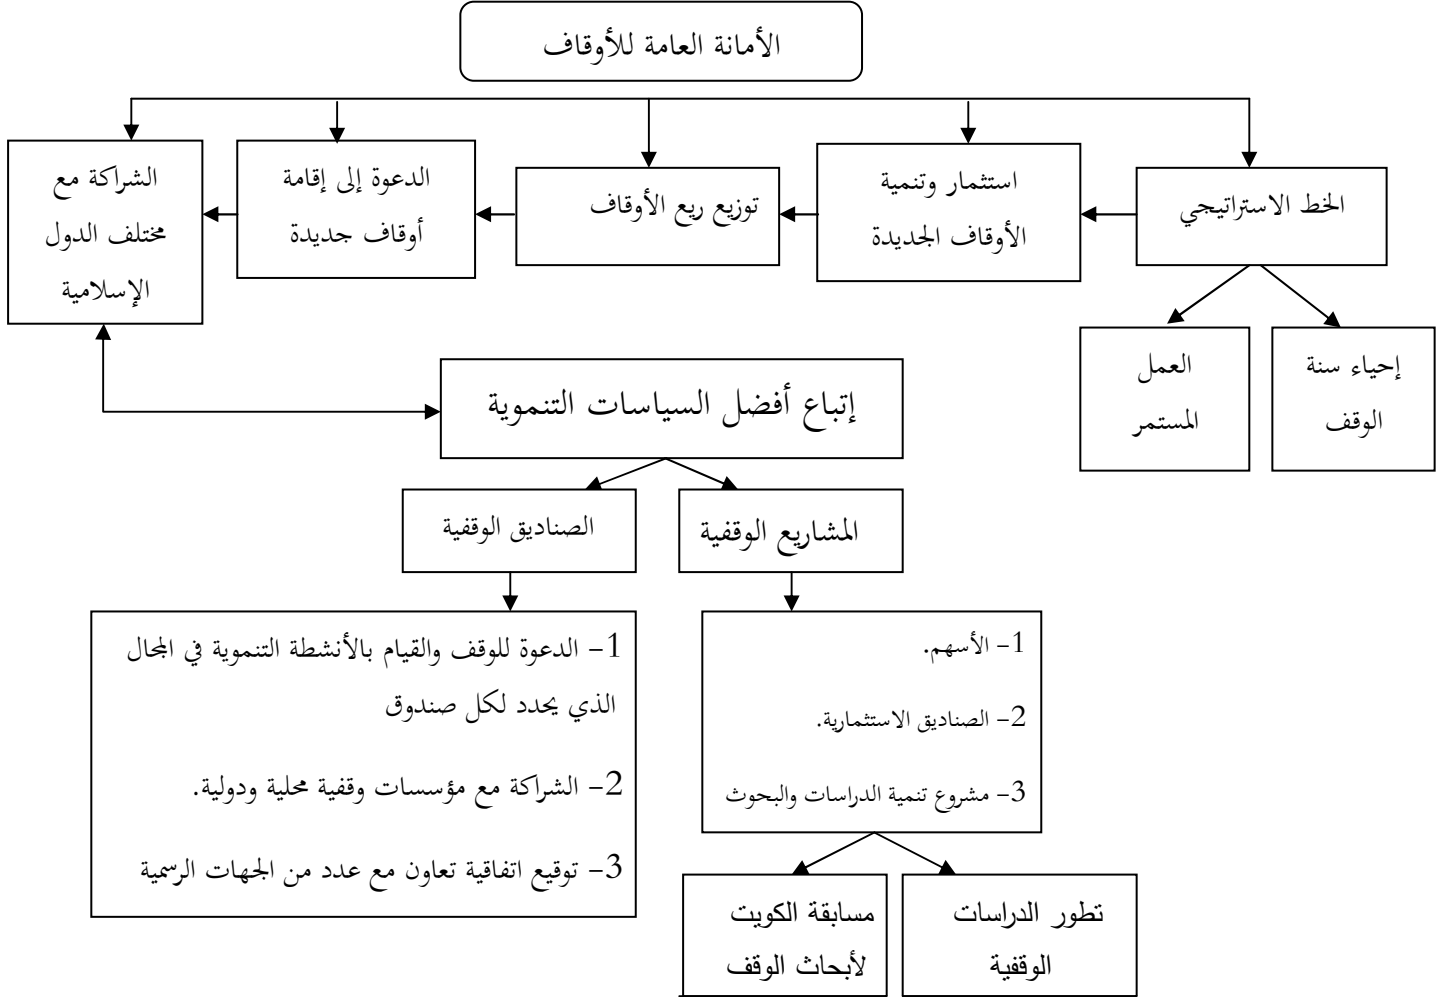 الأمانة العامة للأوقاف
الخط الاستراتيجي
استثمار وتنمية
الأوقاف الجديدة
توزيع ريع الأوقاف
الدعوة إلى إقامة
أوقاف جديدة
الشراكة مع
مختلف الدول
الإسلامية
إحياء سنة
الوقف
العمل
المستمر
إتباع أفضل السياسات التنموية
المشاريع الوقفية
الصناديق الوقفية
1- الأسهم.
2- الصناديق الاستثمارية.
3- مشروع تنمية الدراسات والبحوث
1- الدعوة للوقف والقيام بالأنشطة التنموية في المجال
الذي يحدد لكل صندوق
2- الشراكة مع مؤسسات وقفية محلية ودولية.
3- توقيع اتفاقية تعاون مع عدد من الجهات الرسمية
تطور الدراسات
الوقفية
مسابقة الكويت
لأبحاث الوقف